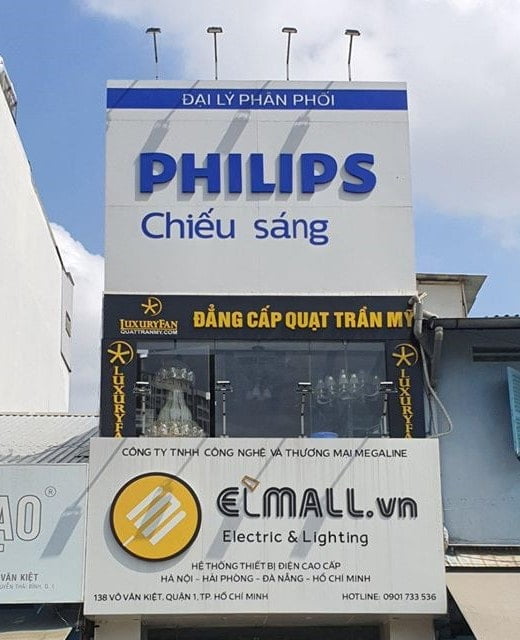 ĐẠI LÝ PHÂN PHỐI
PHILIPS
Chiếu sáng
LUXURYFAN
QUATTRANMY.COM
ĐẲNG CẤP QUẠT TRẦN MỸ
LUXURYFA
LUXURYFA
CÔNG TY TNHH CÔNG NGHỆ VÀ THƯƠNG MẠI MEGALINE
ELMALL.vn
Electric & Lighting
HỆ THỐNG THIẾT BỊ ĐIỆN CAO CẤP
HÀ NỘI - HẢI PHÒNG - ĐÀ NẴNG - HỒ CHÍ MINH
138 VÕ VĂN KIỆT, QUẬN 1, TP. HỒ CHÍ MINH HOTLINE: 0901 733 536
ẠO ®
VĂN KIỆT